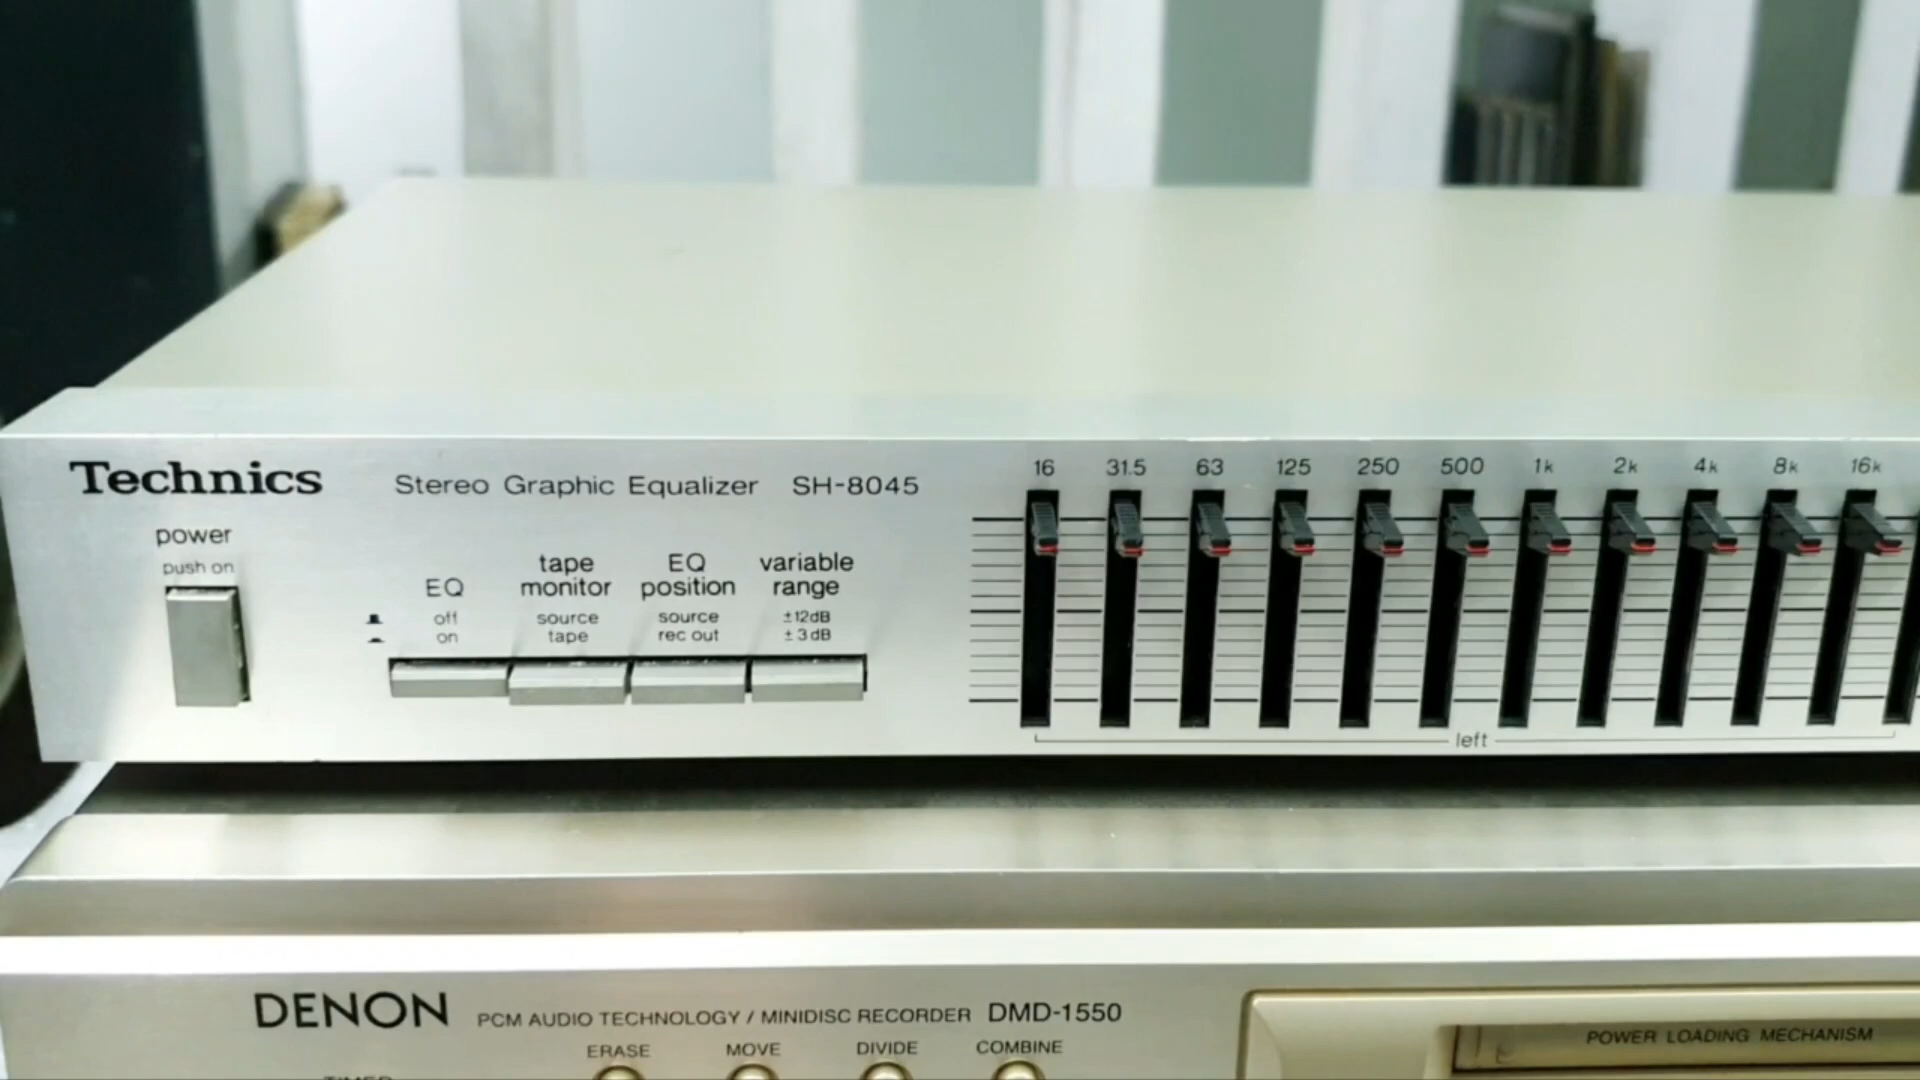 Technics Stereo Graphic Equalizer SH-8045
16 31.5 63 125 250 500 1k 2k 4k 8k 16k
power
push on
EQ
off
on
tape
monitor
source
tape
EQ
position
source
rec out
variable
range
±12dB
±3dB
left
DENON PCM AUDIO TECHNOLOGY / MINIDISC RECORDER DMD-1550
POWER LOADING MECHANISM
ERASE MOVE DIVIDE COMBINE
TIMER